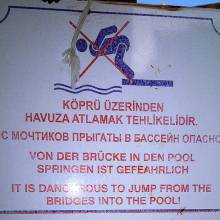 KÖPRÜ ÜZERİNDEN
HAVUZA ATLAMAK TEHLİKELİDİR.
С МОЧТИКОВ ПРЫГАТЫ В БАССЕЙН ОПАСНО
VON DER BRÜCKE IN DEN POOL
SPRINGEN IST GEFÄHRLICH
IT IS DANGEROUS TO JUMP FROM THE
BRIDGES INTO THE POOL!